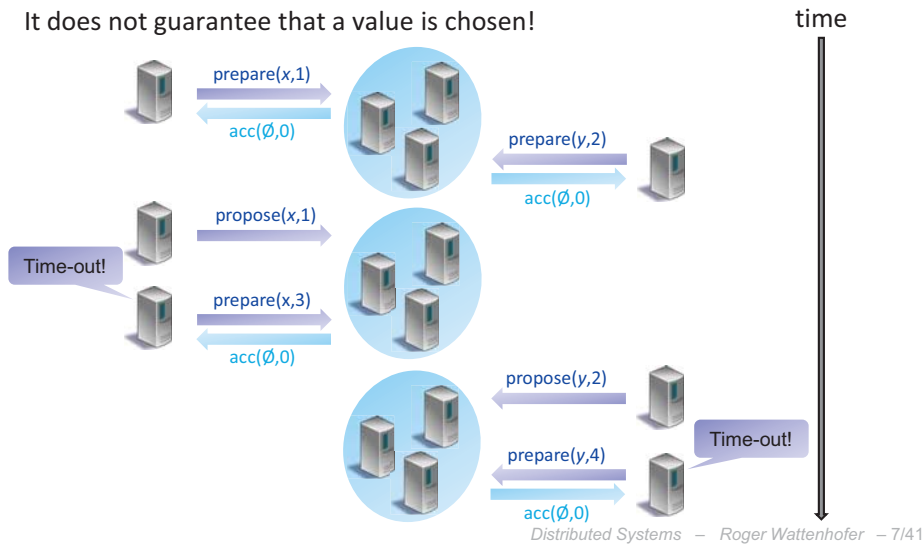 It does not guarantee that a value is chosen!
time
prepare(x,1)
acc(Ø,0)
prepare(y,2)
acc(Ø,0)
propose(x,1)
Time-out!
prepare(x,3)
acc(Ø,0)
propose(y,2)
Time-out!
prepare(y,4)
acc(Ø,0)
Distributed Systems – Roger Wattenhofer – 7/41